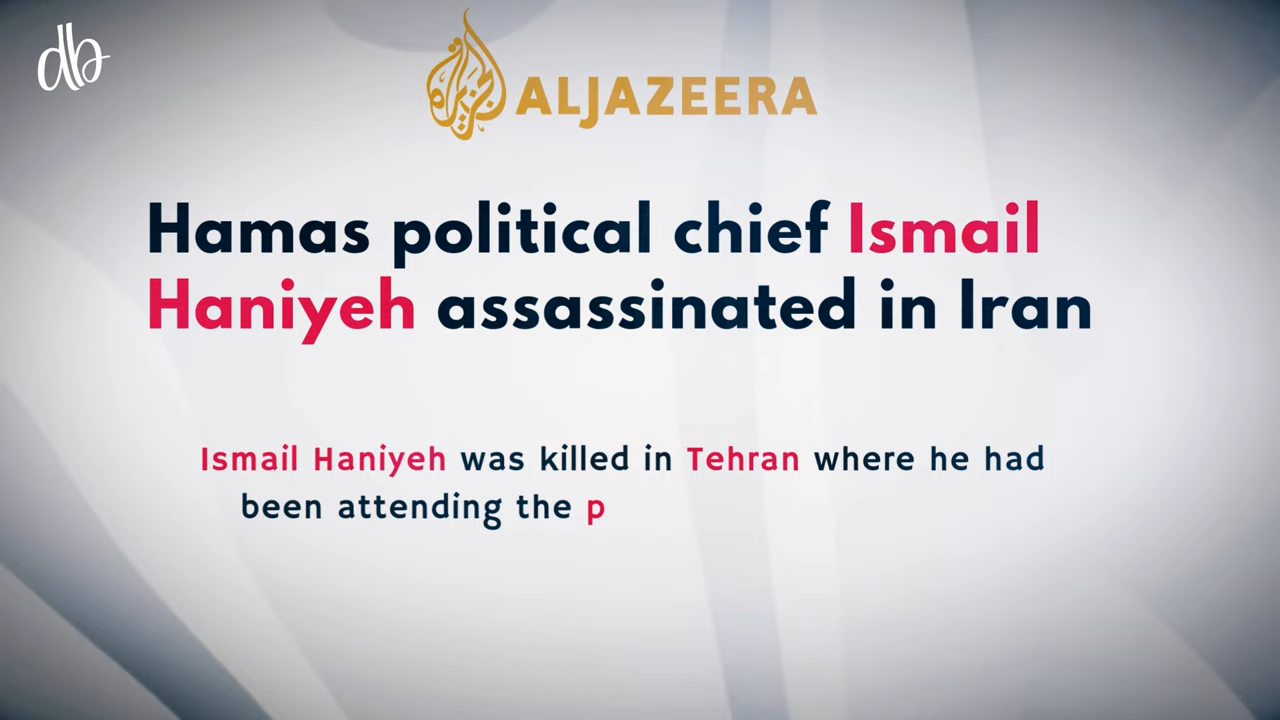 db
الجزيرة
ALJAZEERA
Hamas political chief Ismail
Haniyeh assassinated in Iran
Ismail Haniyeh was killed in Tehran where he had
been attending the p